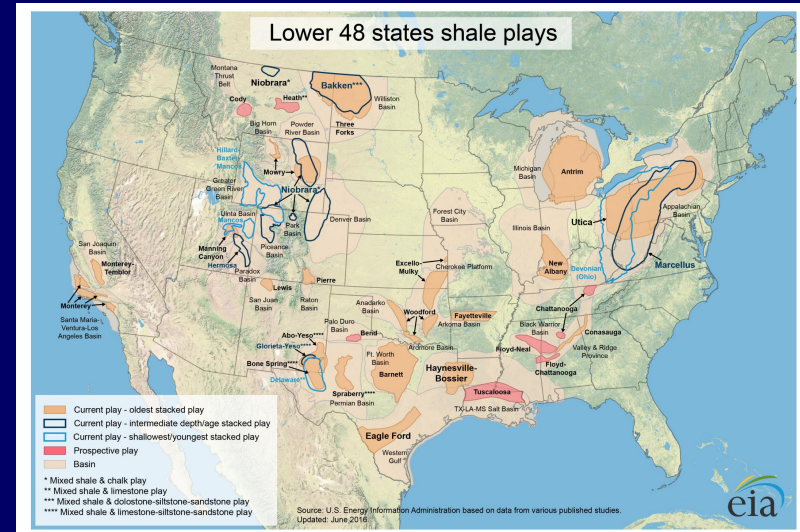 Lower 48 states shale plays
Montana
Thrust
Belt
Niobrara*
Bakken***
Cody
Heath**
Williston
Basin
Big Horn
Basin
Powder
River Basin
Three
Forks
Hilliard-
Baxter-
Mancos
Mowry
Greater
Green River
Basin
Niobrara*
Michigan
Basin
Antrim
Uinta Basin
Mancos
Park
Basin
Denver Basin
Forest City
Basin
Illinois Basin
Utica
Appalachian
Basin
San Joaquin
Basin
Monterey-
Temblor
Manning
Canyon
Hermosa
Piceance
Basin
Paradox
Basin
Excello-
Mulky
Cherokee Platform
New
Albany
Devonian
(Ohio)
Marcellus
Monterey
Santa Maria-,
Ventura-Los
Angeles Basin
Lewis
San Juan
Basin
Pierre
Raton
Basin
Anadarko
Basin
Palo Duro
Basin
Woodford
Arkoma Basin
Fayetteville
Chattanooga
Black Warrior
Basin
Conasauga
Valley & Ridge
Province
Abo-Yeso****
Glorieta-Yeso****
Bend
Ardmore Basin
Floyd-Neal
Floyd-
Chattanooga
Bone Spring****
Delaware**
Ft. Worth
Basin
Barnett
Haynesville-
Bossier
Spraberry****
Permian Basin
Tuscaloosa
TX-LA-MS Salt Basin
Eagle Ford
Western
Gulf
Current play - oldest stacked play
Current play - intermediate depth/age stacked play
Current play - shallowest/youngest stacked play
Prospective play
Basin
* Mixed shale & chalk play
** Mixed shale & limestone play
*** Mixed shale & dolostone-siltstone-sandstone play
**** Mixed shale & limestone-siltstone-sandstone play
Source: U.S. Energy Information Administration based on data from various published studies.
Updated: June 2016
eia